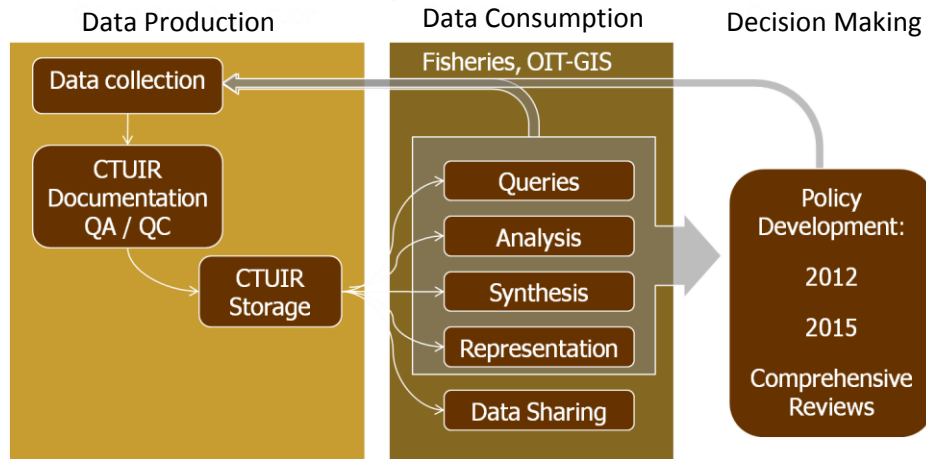 Data Production
Data Consumption
Decision Making
Fisheries, OIT-GIS
Data collection
CTUIR
Documentation
QA / QC
CTUIR
Storage
Queries
Analysis
Synthesis
Representation
Data Sharing
Policy
Development:
2012
2015
Comprehensive
Reviews